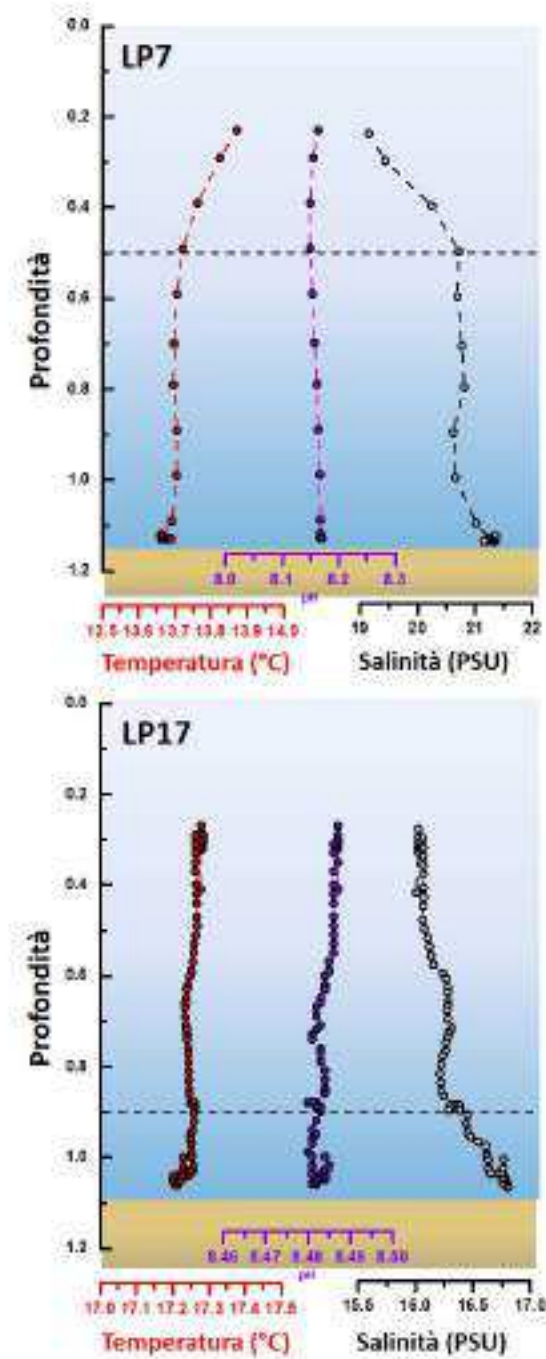 0.0
LP7
0.2
0.4
0.6
0.8
1.0
1.2
Profondità
8.0 8.1 8.2 8.3
pH
13.5 13.6 13.7 13.8 13.9 14.0
19 20 21 22
Temperatura (°C) Salinità (PSU)
0.0
LP17
0.2
0.4
0.6
0.8
1.0
1.2
Profondità
8.46 8.47 8.48 8.49 8.50
pH
17.0 17.1 17.2 17.3 17.4 17.5
15.5 16.0 16.5 17.0
Temperatura (°C) Salinità (PSU)